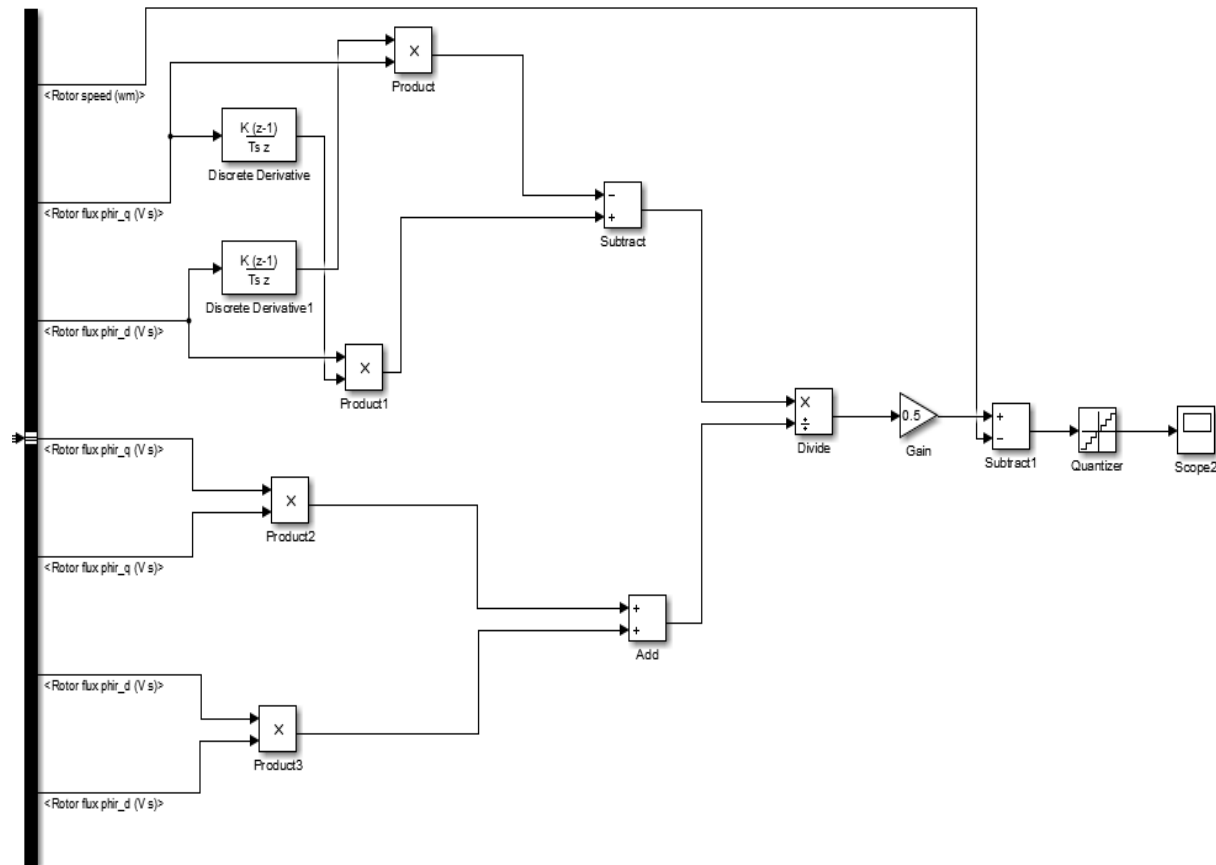 ×
Product
<Rotor speed (wm)>
K (z-1)
Ts z
Discrete Derivative
−
+
Subtract
<Rotor flux phir_q (V s)>
K (z-1)
Ts z
Discrete Derivative1
<Rotor flux phir_d (V s)>
×
Product1
×
÷
Divide
0.5
Gain
+
−
Subtract1
Quantizer
Scope2
<Rotor flux phir_q (V s)>
×
Product2
<Rotor flux phir_q (V s)>
+
+
Add
<Rotor flux phir_d (V s)>
×
Product3
<Rotor flux phir_d (V s)>